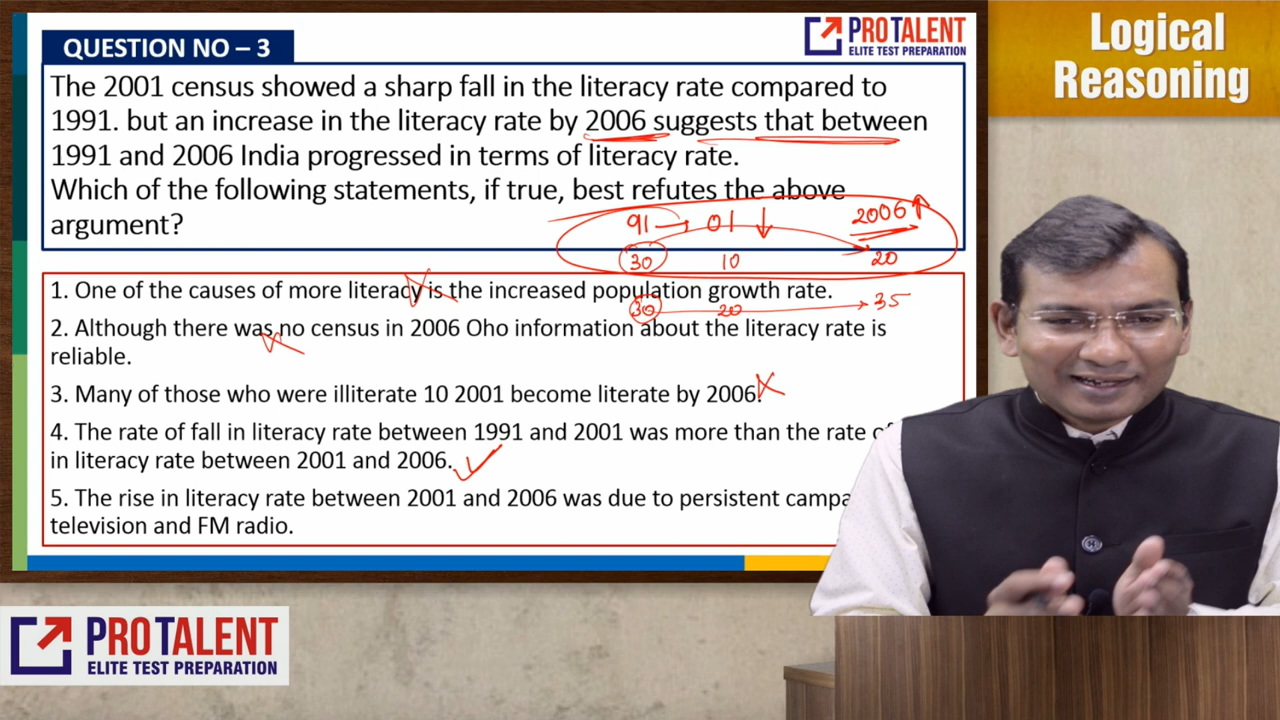 QUESTION NO – 3
PROTALENT
ELITE TEST PREPARATION
Logical
Reasoning
The 2001 census showed a sharp fall in the literacy rate compared to
1991. but an increase in the literacy rate by 2006 suggests that between
1991 and 2006 India progressed in terms of literacy rate.
Which of the following statements, if true, best refutes the above
argument?
91 → 01 ↓ 2006 ↑
30 10 20
1. One of the causes of more literacy is the increased population growth rate.
30 20 → 35
2. Although there was no census in 2006 Oho information about the literacy rate is
reliable.
3. Many of those who were illiterate 10 2001 become literate by 2006.
4. The rate of fall in literacy rate between 1991 and 2001 was more than the rate
in literacy rate between 2001 and 2006.
5. The rise in literacy rate between 2001 and 2006 was due to persistent
television and FM radio.
PROTALENT
ELITE TEST PREPARATION